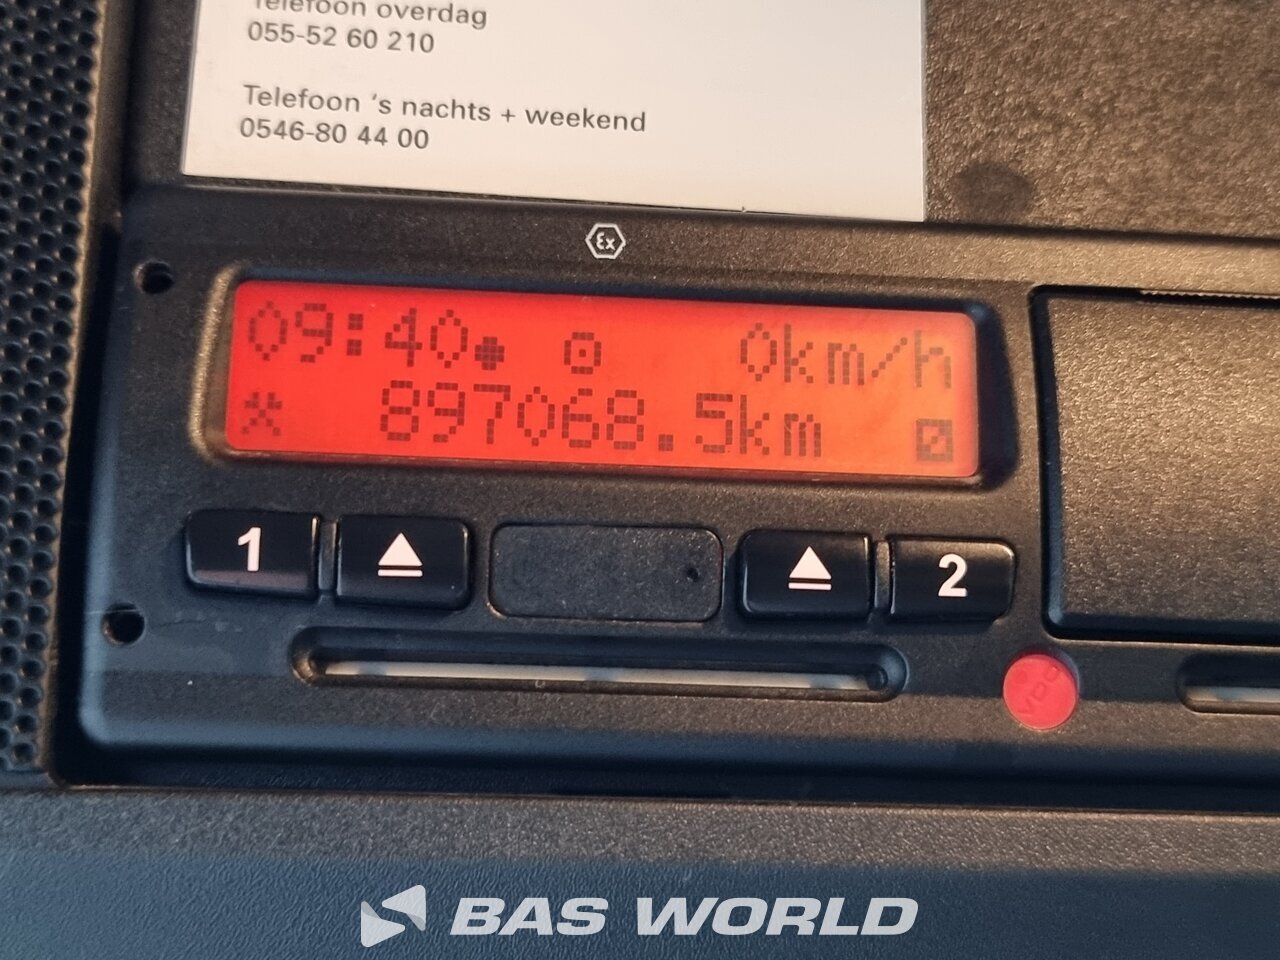 Telefoon overdag
055-52 60 210
Telefoon 's nachts + weekend
0546-80 44 00
Ex
09:40 0km/h
897068.5km
1
2
VDO
BAS WORLD